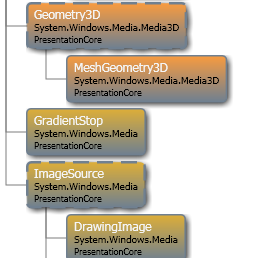 Geometry3D
System.Windows.Media.Media3D
PresentationCore
MeshGeometry3D
System.Windows.Media.Media3D
PresentationCore
GradientStop
System.Windows.Media
PresentationCore
ImageSource
System.Windows.Media
PresentationCore
DrawingImage
System.Windows.Media
PresentationCore